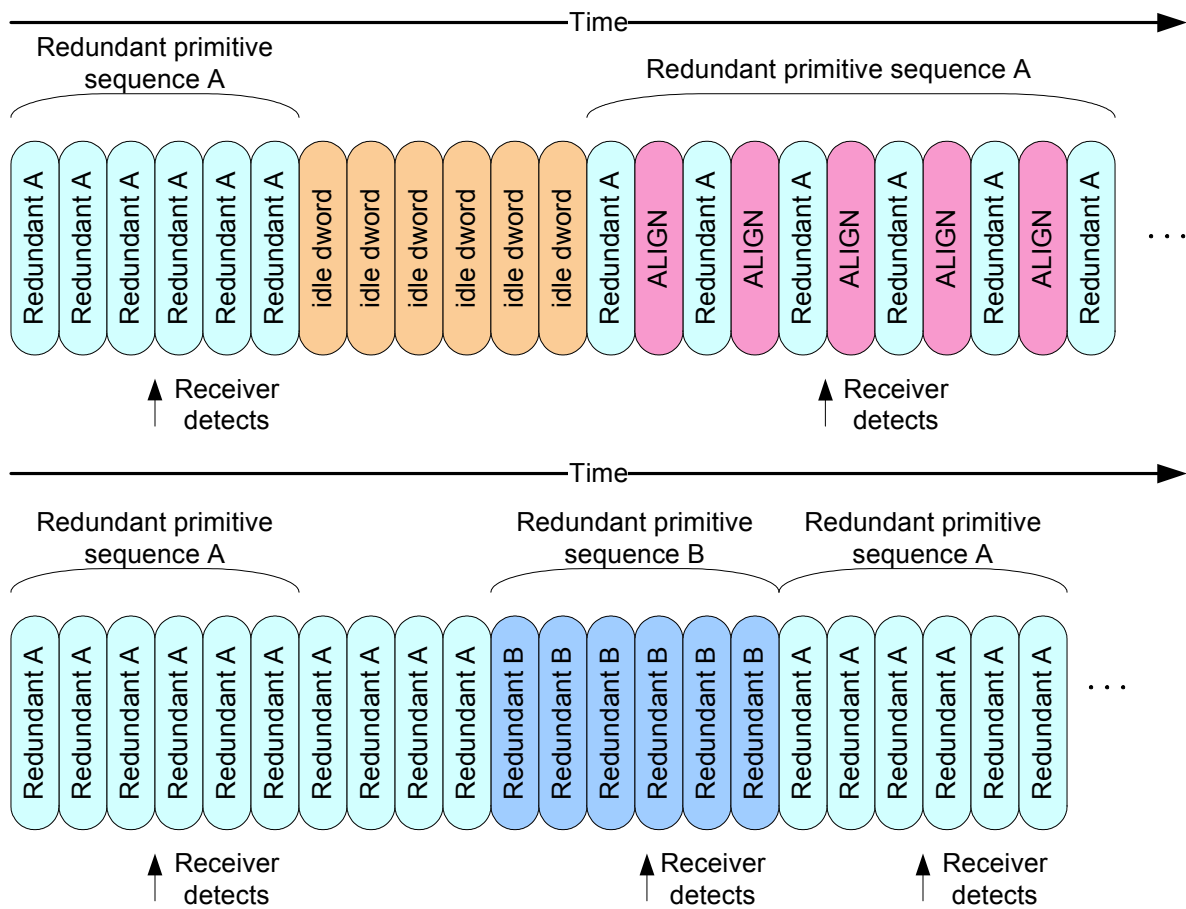 Time
Redundant primitive
sequence A
Redundant primitive sequence A
Redundant A
Redundant A
Redundant A
Redundant A
Redundant A
Redundant A
idle dword
idle dword
idle dword
idle dword
idle dword
idle dword
Redundant A
ALIGN
Redundant A
ALIGN
Redundant A
ALIGN
Redundant A
ALIGN
Redundant A
ALIGN
Redundant A
. . .
Receiver
detects
Receiver
detects
Time
Redundant primitive
sequence A
Redundant primitive
sequence B
Redundant primitive
sequence A
Redundant A
Redundant A
Redundant A
Redundant A
Redundant A
Redundant A
Redundant A
Redundant A
Redundant A
Redundant A
Redundant B
Redundant B
Redundant B
Redundant B
Redundant B
Redundant B
Redundant A
Redundant A
Redundant A
Redundant A
Redundant A
Redundant A
. . .
Receiver
detects
Receiver
detects
Receiver
detects